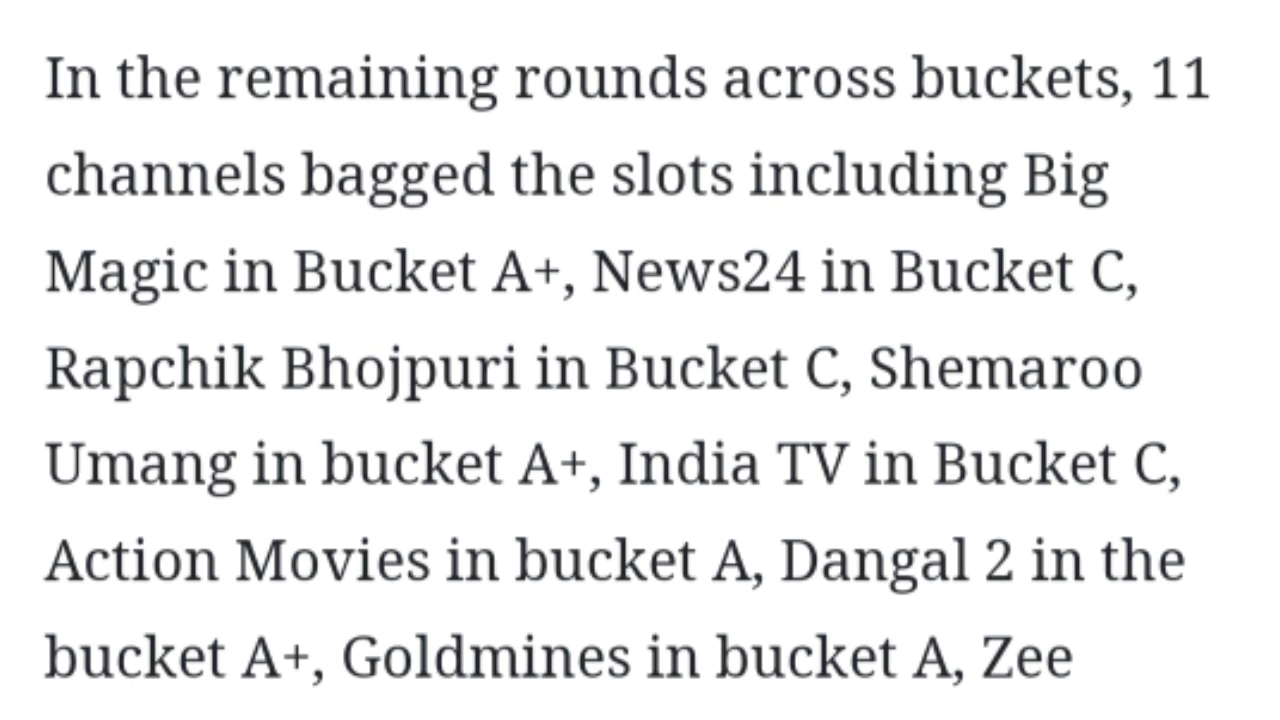 In the remaining rounds across buckets, 11
channels bagged the slots including Big
Magic in Bucket A+, News24 in Bucket C,
Rapchik Bhojpuri in Bucket C, Shemaroo
Umang in bucket A+, India TV in Bucket C,
Action Movies in bucket A, Dangal 2 in the
bucket A+, Goldmines in bucket A, Zee